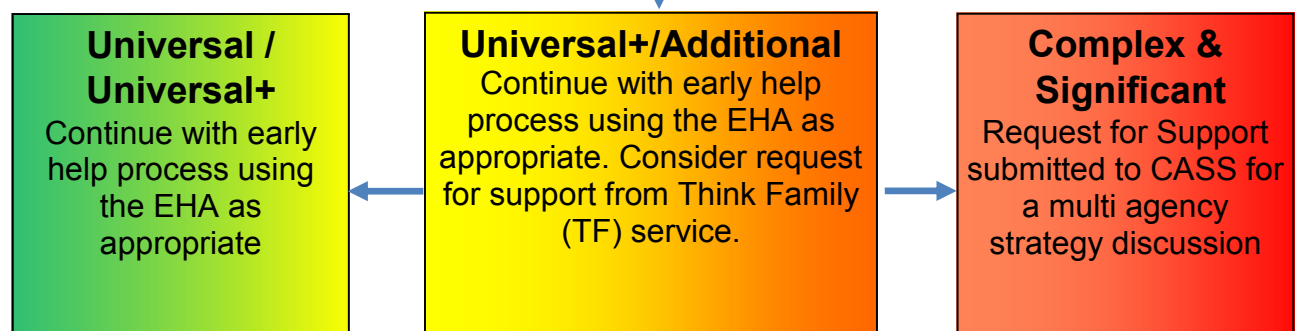 Universal /
Universal+
Continue with early
help process using
the EHA as
appropriate
Universal+/Additional
Continue with early help
process using the EHA as
appropriate. Consider request
for support from Think Family
(TF) service.
Complex &
Significant
Request for Support
submitted to CASS for
a multi agency
strategy discussion